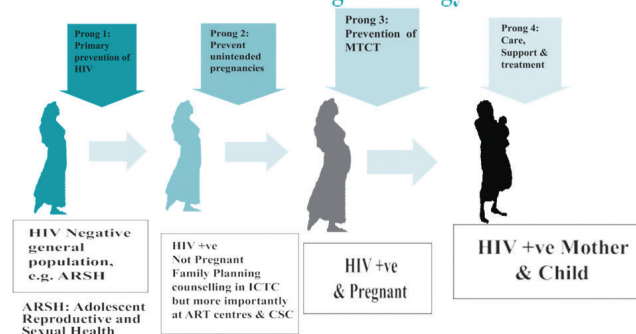 Prong 1:
Primary
prevention of
HIV
Prong 2:
Prevent
unintended
pregnancies
Prong 3:
Prevention of
MTCT
Prong 4:
Care,
Support &
treatment
HIV Negative
general
population,
e.g. ARSH
ARSH: Adolescent
Reproductive and
Sexual Health
HIV +ve
Not Pregnant
Family Planning
counselling in ICTC
but more importantly
at ART centres & CSC
HIV +ve
& Pregnant
HIV +ve Mother
& Child